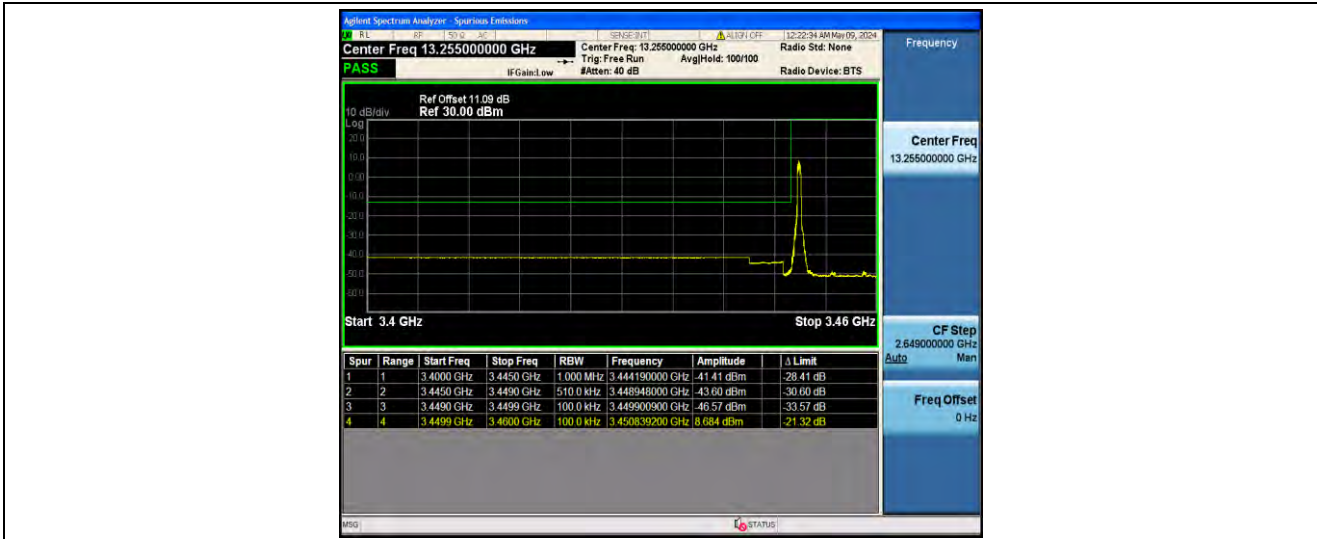 Agilent Spectrum Analyzer - Spurious Emissions
RL RF 50 Ω AC SENSE:INT ALIGN OFF 12:22:34 AM May 09, 2024
Center Freq 13.255000000 GHz Center Freq: 13.255000000 GHz Radio Std: None
Trig: Free Run Avg|Hold: 100/100
PASS IFGain:Low #Atten: 40 dB Radio Device: BTS
Frequency
Ref Offset 11.09 dB
10 dB/div Ref 30.00 dBm
Log
20.0
10.0
0.00
-10.0
-20.0
-30.0
-40.0
-50.0
-60.0
Start 3.4 GHz Stop 3.46 GHz
Center Freq
13.255000000 GHz
CF Step
2.649000000 GHz
Auto Man
Freq Offset
0 Hz
Spur Range Start Freq Stop Freq RBW Frequency Amplitude Δ Limit
1 1 3.4000 GHz 3.4450 GHz 1.000 MHz 3.444190000 GHz -41.41 dBm -28.41 dB
2 2 3.4450 GHz 3.4490 GHz 510.0 kHz 3.448948000 GHz -43.60 dBm -30.60 dB
3 3 3.4490 GHz 3.4499 GHz 100.0 kHz 3.449900900 GHz -46.57 dBm -33.57 dB
4 4 3.4499 GHz 3.4600 GHz 100.0 kHz 3.450839200 GHz 8.684 dBm -21.32 dB
MSG STATUS